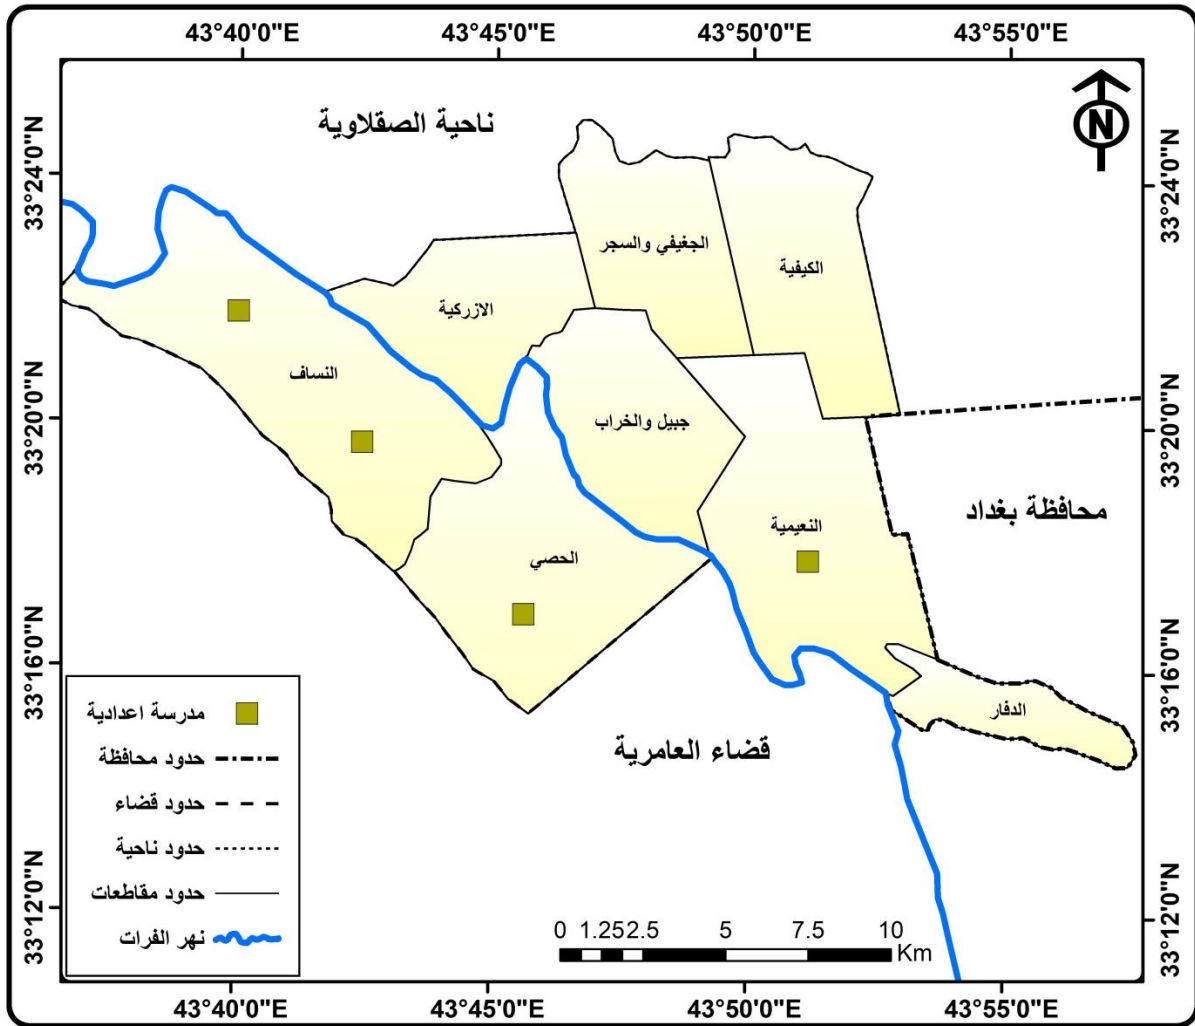 43°40'0"E 43°45'0"E 43°50'0"E 43°55'0"E
ناحية الصقلاوية
N
33°24'0"N
33°24'0"N
الجغيفي والسجر
الكيفية
الازركية
النساف
جبيل والخراب
33°20'0"N
33°20'0"N
محافظة بغداد
النعيمية
الحصي
33°16'0"N
33°16'0"N
الدفار
قضاء العامرية
مدرسة اعدادية
حدود محافظة
حدود قضاء
حدود ناحية
حدود مقاطعات
نهر الفرات
33°12'0"N
33°12'0"N
0 1.25 2.5 5 7.5 10
Km
43°40'0"E 43°45'0"E 43°50'0"E 43°55'0"E